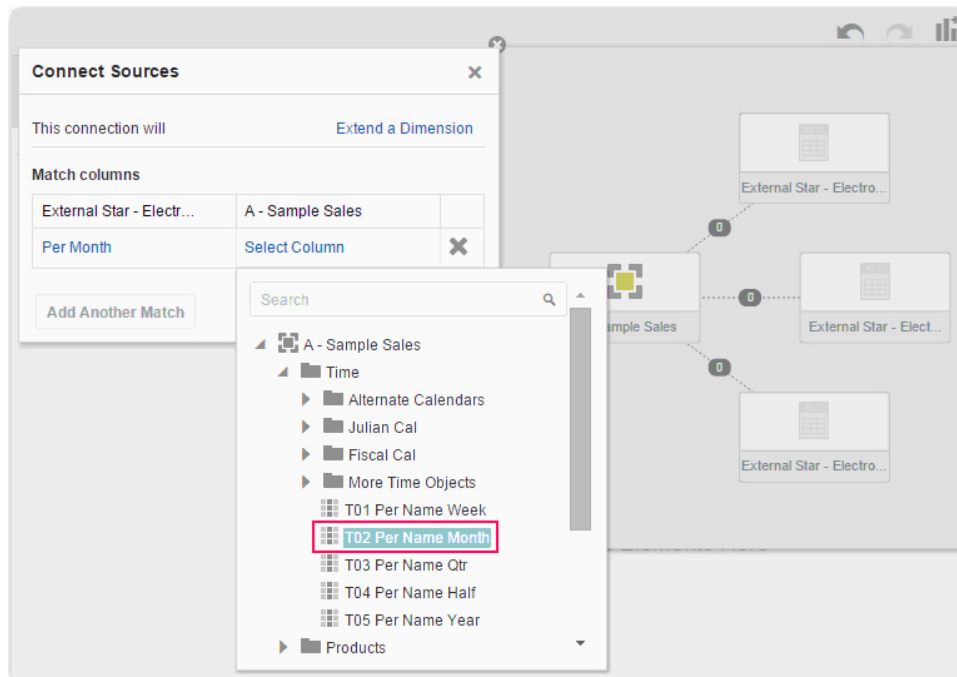 Connect Sources
This connection will Extend a Dimension
Match columns
External Star - Electr... A - Sample Sales
Per Month Select Column
Add Another Match
Search
A - Sample Sales
Time
Alternate Calendars
Julian Cal
Fiscal Cal
More Time Objects
T01 Per Name Week
T02 Per Name Month
T03 Per Name Qtr
T04 Per Name Half
T05 Per Name Year
Products
External Star - Electro...
0
ample Sales
0
External Star - Elect...
0
External Star - Electro...